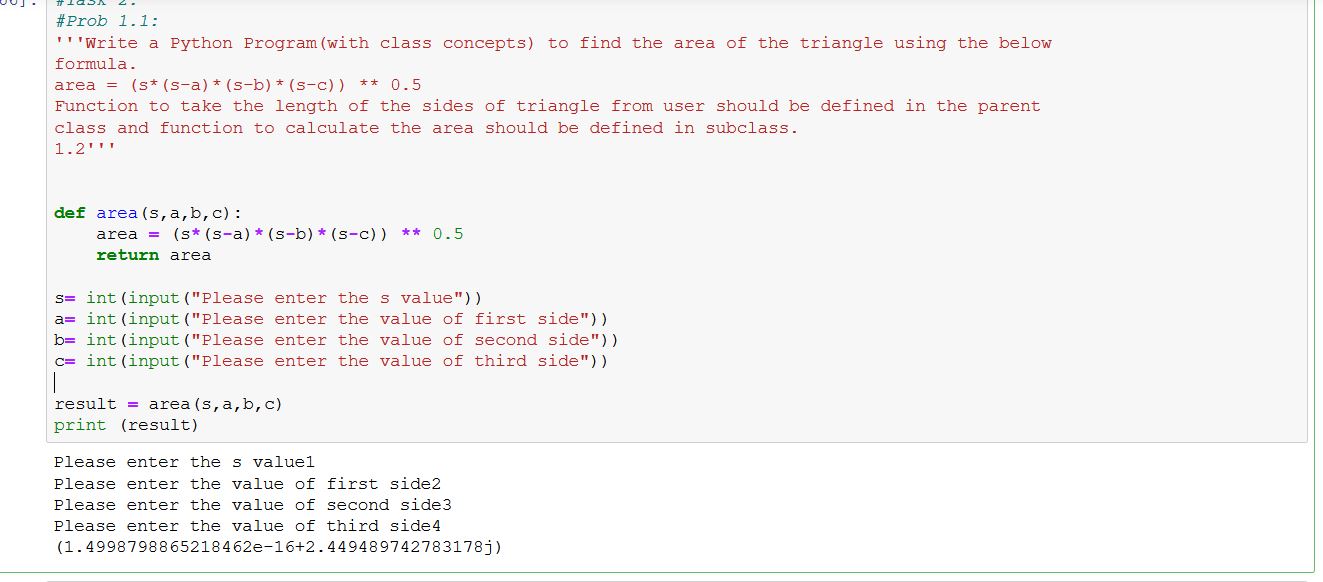 #Prob 1.1:
'''Write a Python Program(with class concepts) to find the area of the triangle using the below
formula.
area = (s*(s-a)*(s-b)*(s-c)) ** 0.5
Function to take the length of the sides of triangle from user should be defined in the parent
class and function to calculate the area should be defined in subclass.
1.2'''
def area(s,a,b,c):
    area = (s*(s-a)*(s-b)*(s-c)) ** 0.5
    return area
s= int(input("Please enter the s value"))
a= int(input("Please enter the value of first side"))
b= int(input("Please enter the value of second side"))
c= int(input("Please enter the value of third side"))
result = area(s,a,b,c)
print (result)
Please enter the s value1
Please enter the value of first side2
Please enter the value of second side3
Please enter the value of third side4
(1.4998798865218462e-16+2.449489742783178j)